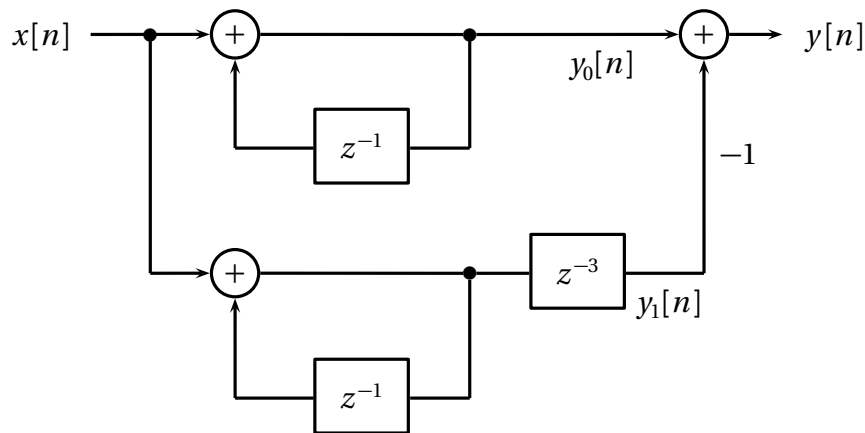 x[n]
+
+
y[n]
y₀[n]
z⁻¹
−1
+
z⁻³
y₁[n]
z⁻¹